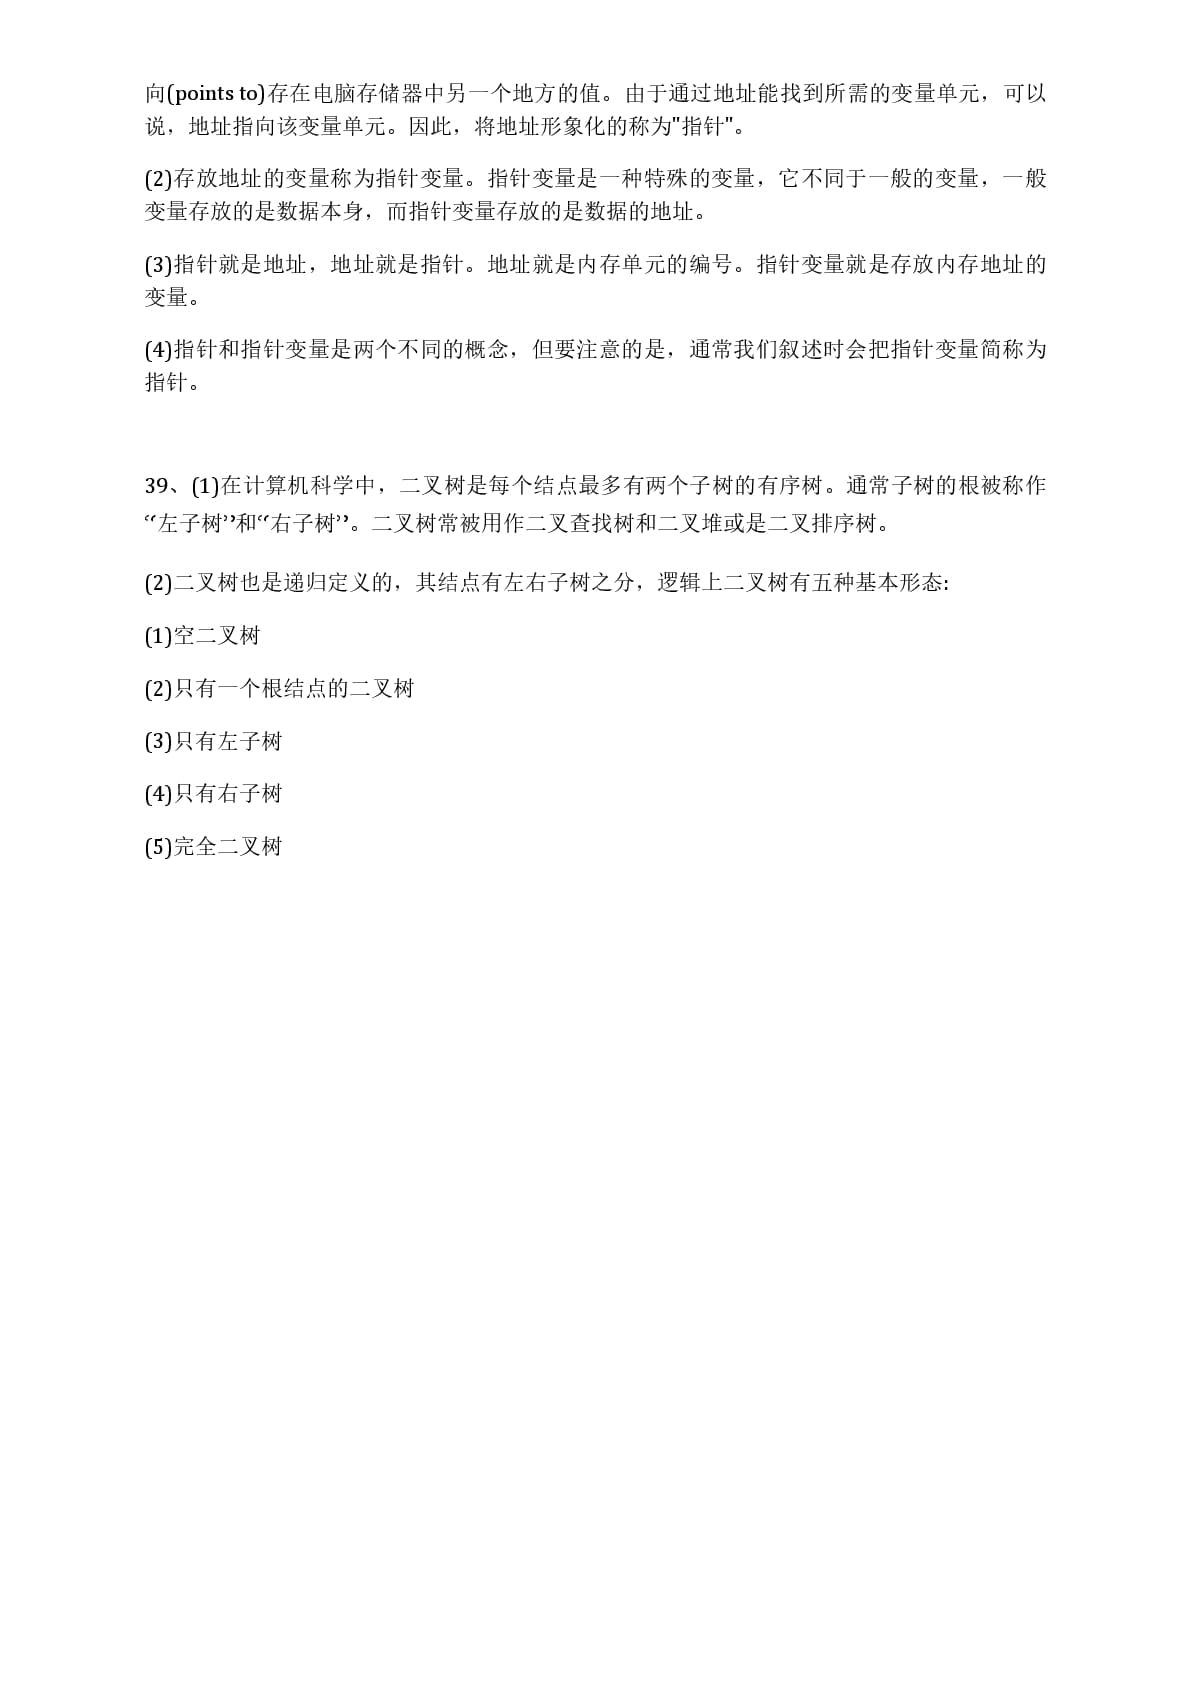 向(points to)存在电脑存储器中另一个地方的值。由于通过地址能找到所需的变量单元，可以
说，地址指向该变量单元。因此，将地址形象化的称为"指针"。
(2)存放地址的变量称为指针变量。指针变量是一种特殊的变量，它不同于一般的变量，一般
变量存放的是数据本身，而指针变量存放的是数据的地址。
(3)指针就是地址，地址就是指针。地址就是内存单元的编号。指针变量就是存放内存地址的
变量。
(4)指针和指针变量是两个不同的概念，但要注意的是，通常我们叙述时会把指针变量简称为
指针。
39、(1)在计算机科学中，二叉树是每个结点最多有两个子树的有序树。通常子树的根被称作
“左子树”和“右子树”。二叉树常被用作二叉查找树和二叉堆或是二叉排序树。
(2)二叉树也是递归定义的，其结点有左右子树之分，逻辑上二叉树有五种基本形态:
(1)空二叉树
(2)只有一个根结点的二叉树
(3)只有左子树
(4)只有右子树
(5)完全二叉树